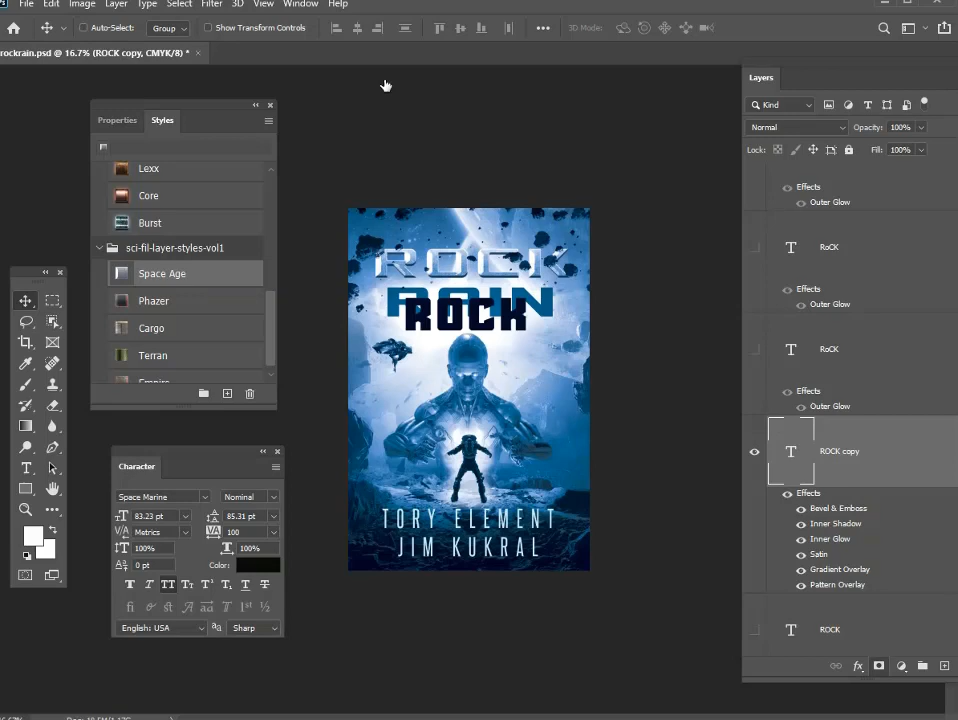 Ps Edit Image Layer Type Select Filter 3D View Window Help
Auto-Select: Group Show Transform Controls 3D Mode:
rockrain.psd @ 16.7% (ROCK copy, CMYK/8) * ×
Properties Styles
Lexx
Core
Burst
sci-fil-layer-styles-vol1
Space Age
Phazer
Cargo
Terran
Empire
Character
Space Marine Nominal
83.23 pt 85.31 pt
Metrics 100
100% 100%
0 pt Color:
English: USA Sharp
ROCK
RAIN
ROCK
TORY ELEMENT
JIM KUKRAL
Layers
Kind
Normal Opacity: 100%
Lock: Fill: 100%
Effects
Outer Glow
RoCK
Effects
Outer Glow
RoCK
Effects
Outer Glow
ROCK copy
Effects
Bevel & Emboss
Inner Shadow
Inner Glow
Satin
Gradient Overlay
Pattern Overlay
ROCK